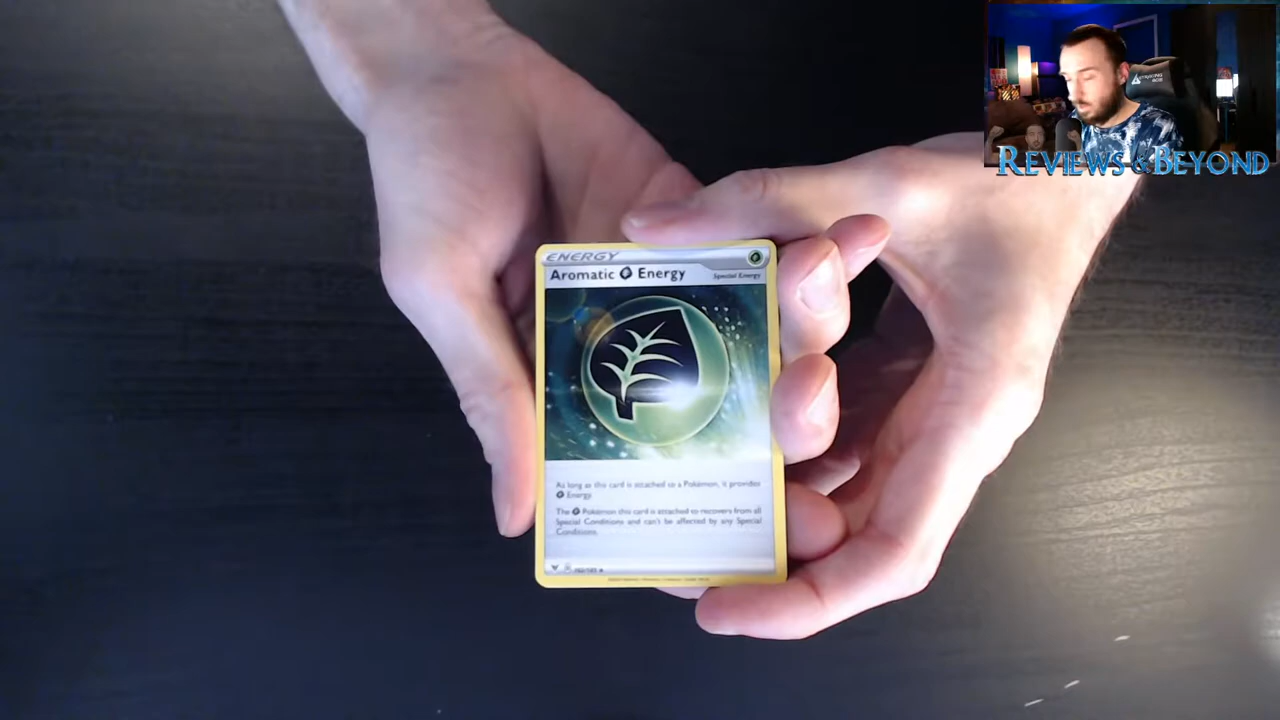 REVIEWS & BEYOND
ENERGY
Aromatic Energy
Special Energy
As long as this card is attached to a Pokémon, it provides
Energy.
The Pokémon this card is attached to recovers from all
Special Conditions and can't be affected by any Special
Conditions.
162/185